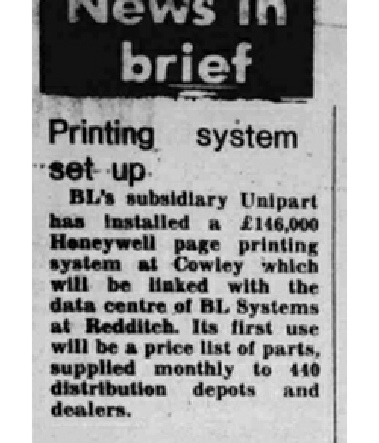 News in
brief
Printing system
set up
BL's subsidiary Unipart
has installed a £146,000
Honeywell page printing
system at Cowley which
will be linked with the
data centre of BL Systems
at Redditch. Its first use
will be a price list of parts,
supplied monthly to 440
distribution depots and
dealers.